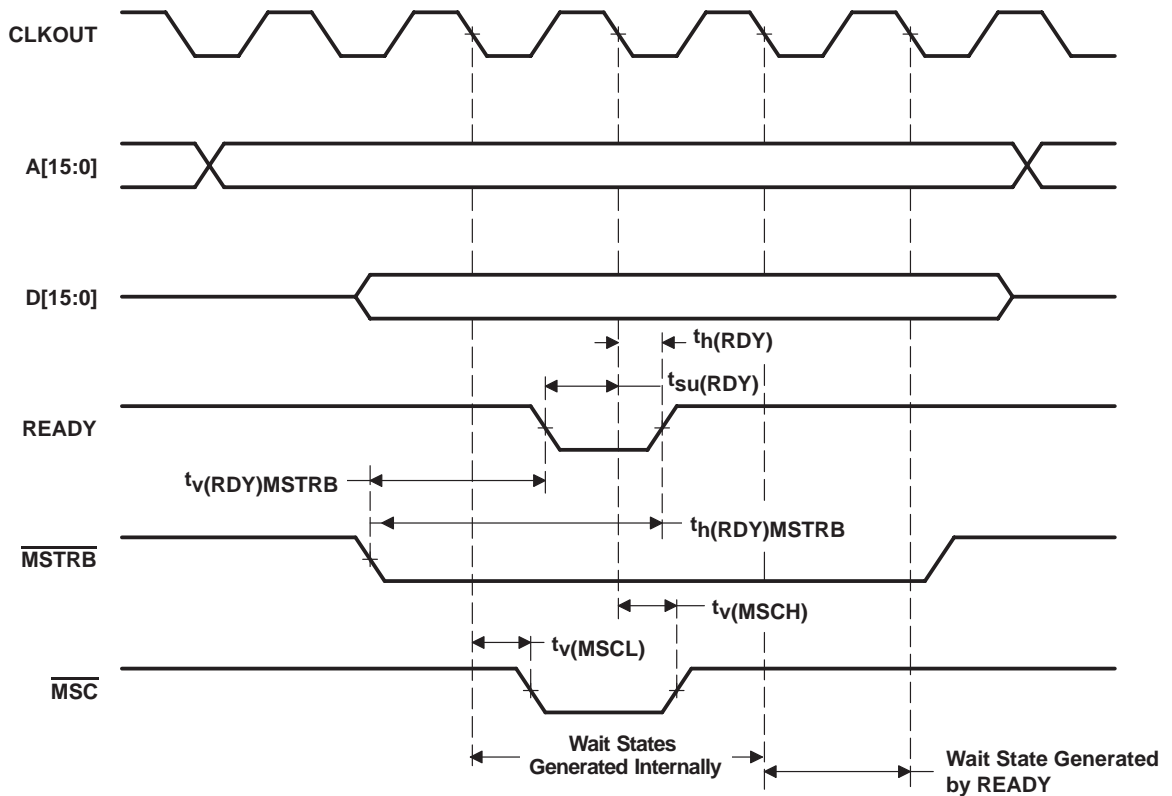 CLKOUT
A[15:0]
D[15:0]
th(RDY)
tsu(RDY)
READY
tv(RDY)MSTRB
th(RDY)MSTRB
MSTRB
tv(MSCH)
tv(MSCL)
MSC
Wait States
Generated Internally
Wait State Generated
by READY